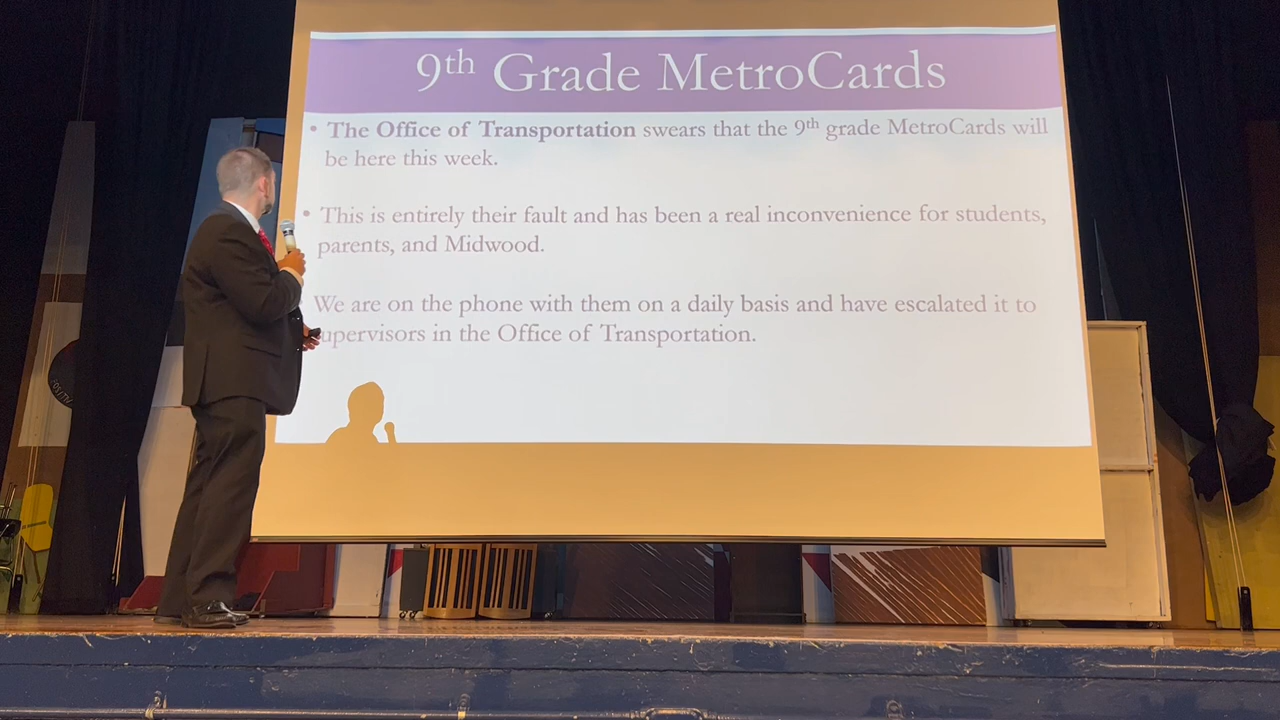 9th Grade MetroCards
• The Office of Transportation swears that the 9th grade MetroCards will
be here this week.
• This is entirely their fault and has been a real inconvenience for students,
parents, and Midwood.
We are on the phone with them on a daily basis and have escalated it to
upervisors in the Office of Transportation.